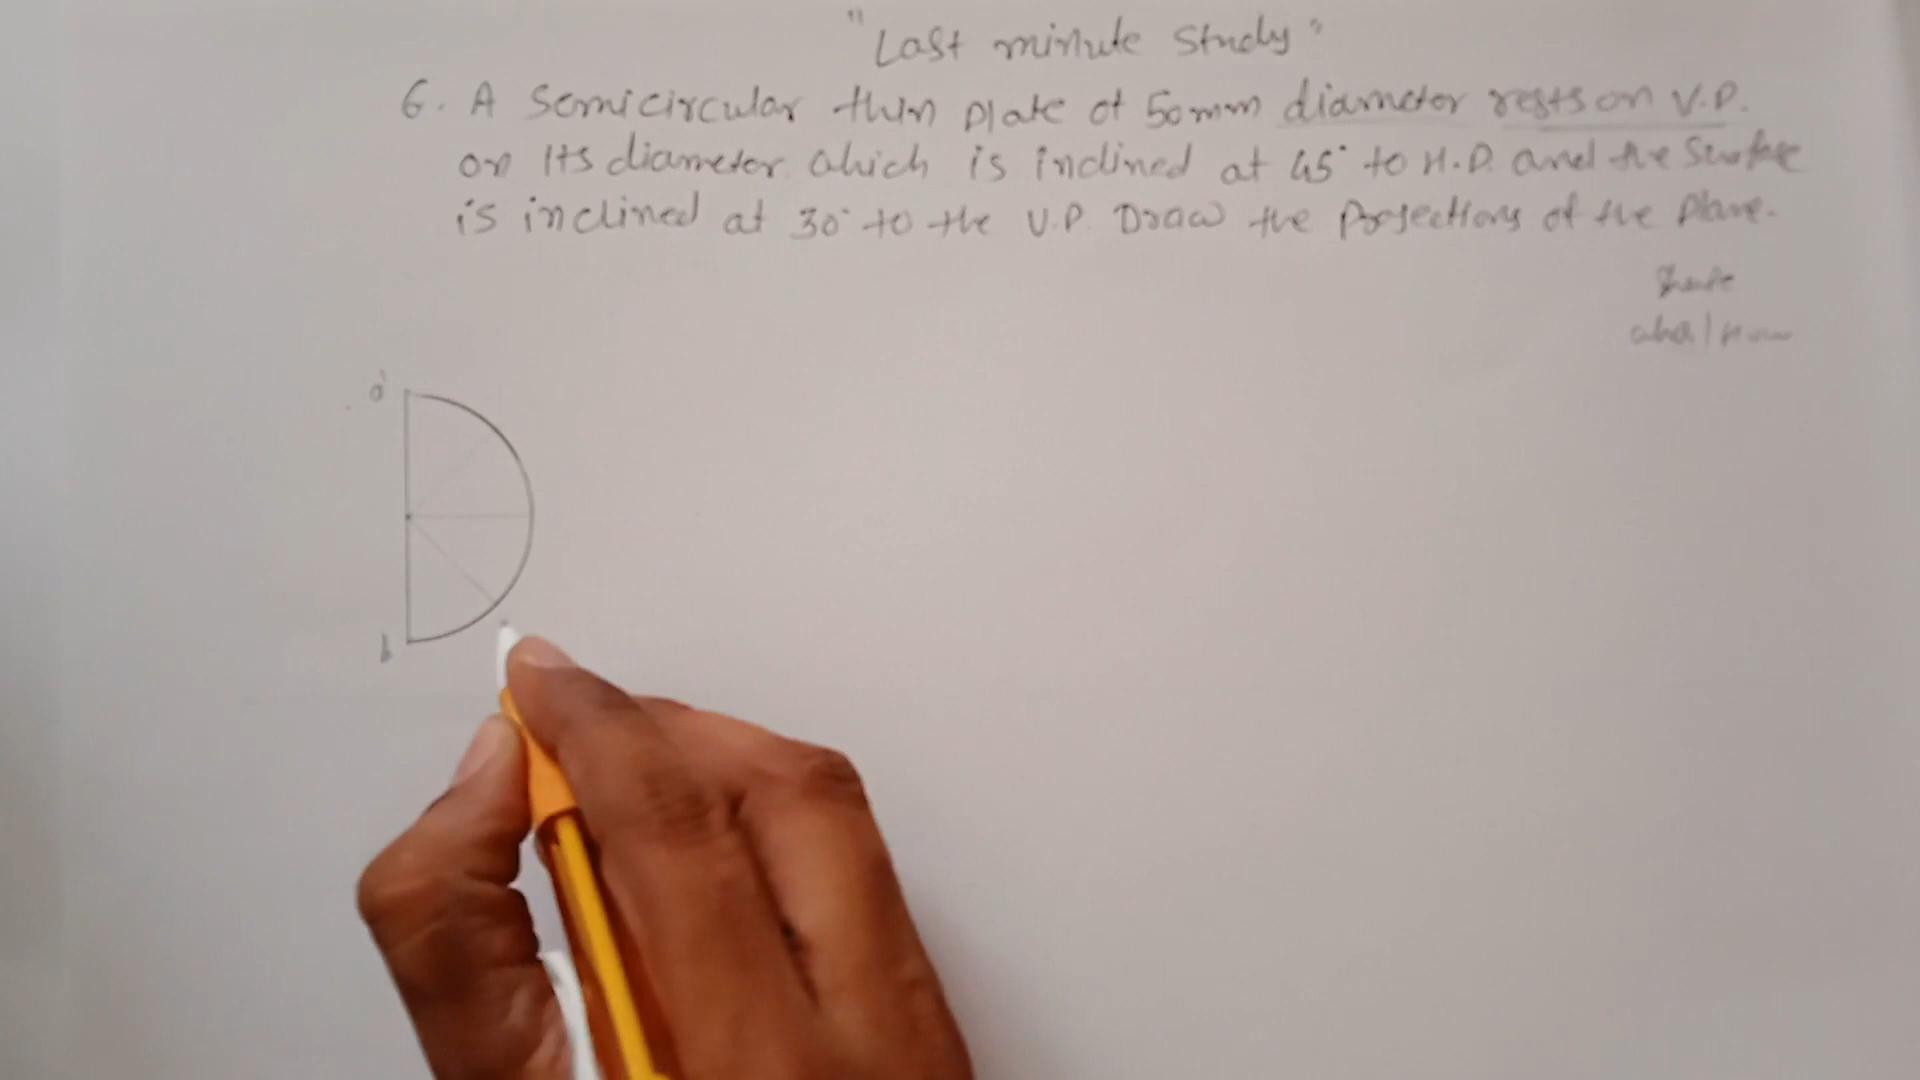 "Last minute Study"
6. A Semicircular thin plate of 50mm diameter rests on V.P.
on Its diameter which is inclined at 45° to H.P. and the Surface
is inclined at 30° to the V.P. Draw the Projections of the plane.
a'
b